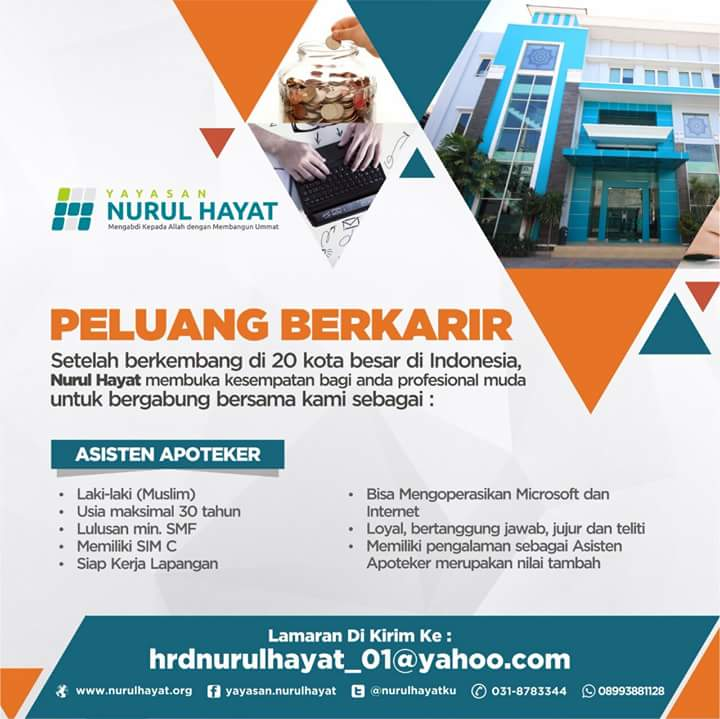 YAYASAN
NURUL HAYAT
Mengabdi Kepada Allah dengan Membangun Ummat
PELUANG BERKARIR
Setelah berkembang di 20 kota besar di Indonesia,
Nurul Hayat membuka kesempatan bagi anda profesional muda
untuk bergabung bersama kami sebagai :
ASISTEN APOTEKER
• Laki-laki (Muslim)
• Usia maksimal 30 tahun
• Lulusan min. SMF
• Memiliki SIM C
• Siap Kerja Lapangan
• Bisa Mengoperasikan Microsoft dan
Internet
• Loyal, bertanggung jawab, jujur dan teliti
• Memiliki pengalaman sebagai Asisten
Apoteker merupakan nilai tambah
Lamaran Di Kirim Ke :
hrdnurulhayat_01@yahoo.com
www.nurulhayat.org yayasan.nurulhayat @nurulhayatku 031-8783344 08993881128